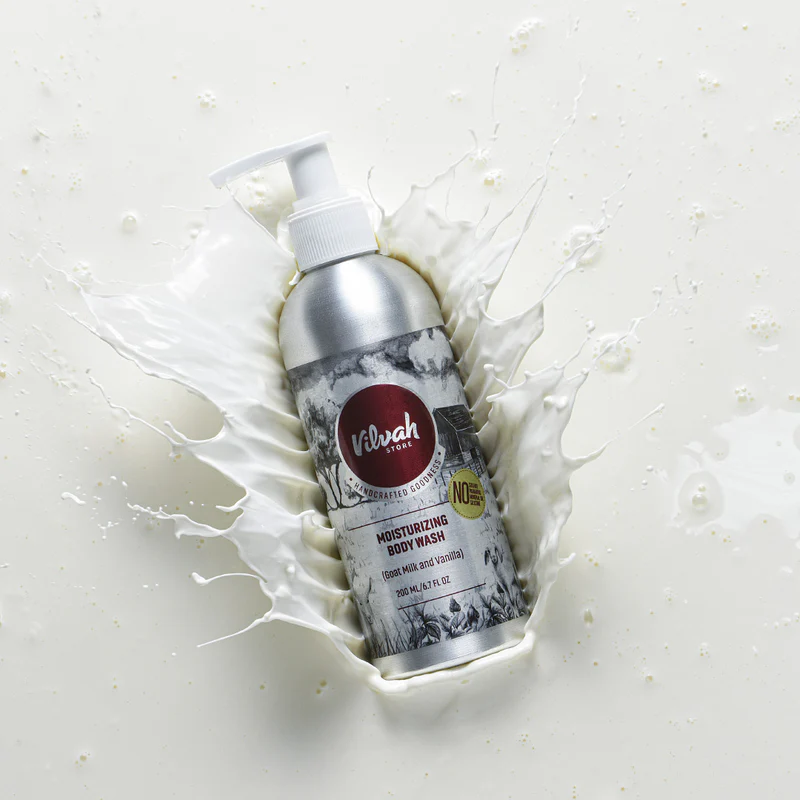 Vilvah
STORE
• HANDCRAFTED GOODNESS •
NO
MOISTURIZING
BODY WASH
(Goat Milk and Vanilla)
200 ML/6.7 FL OZ